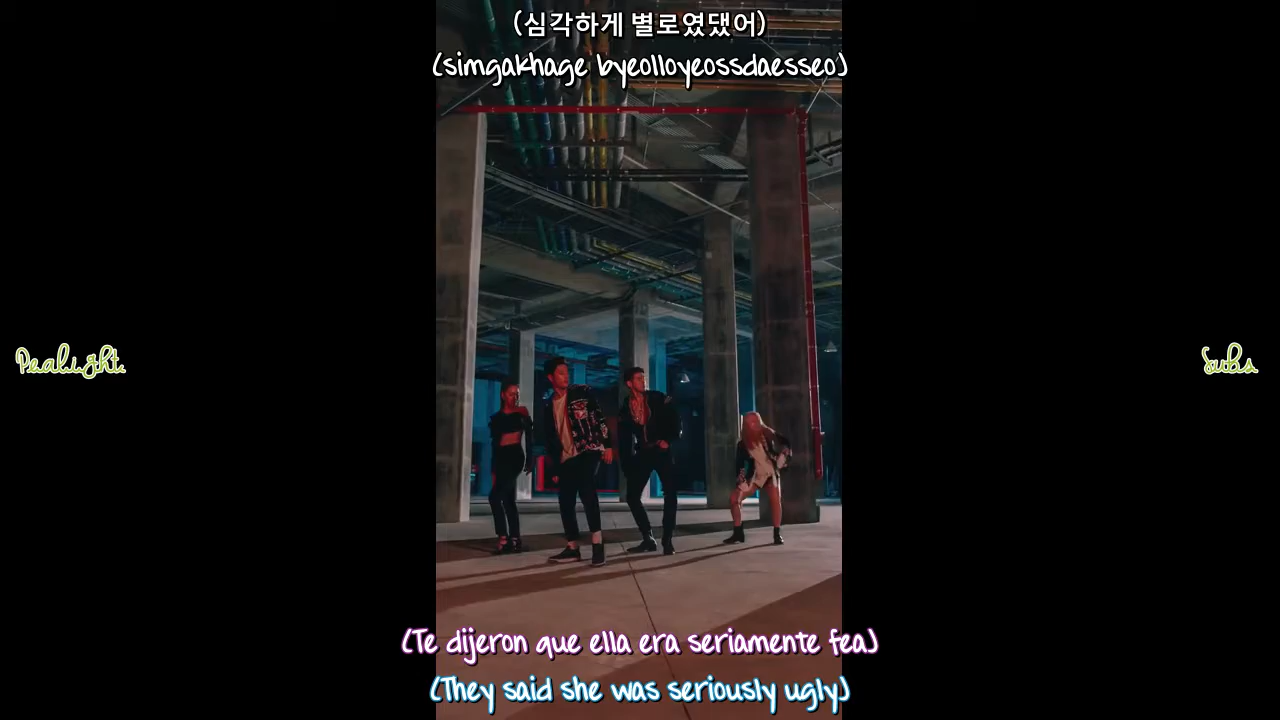 (심각하게 별로였댔어)
(simgakhage byeolloyeossdaesseo)
PeaLight
Subs
(Te dijeron que ella era seriamente fea)
(They said she was seriously ugly)